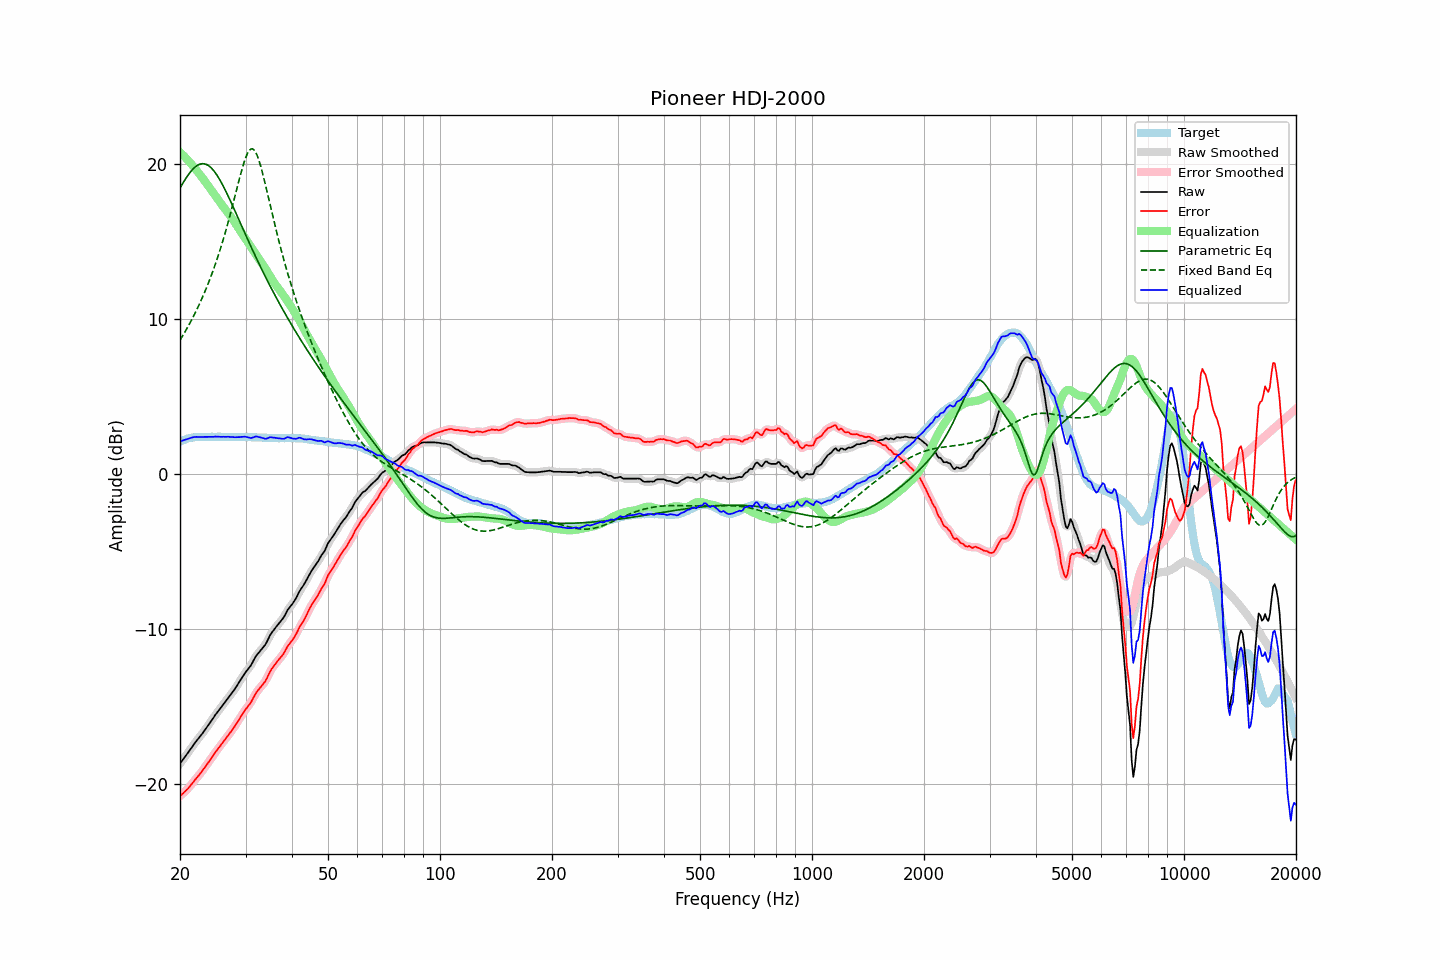 Pioneer HDJ-2000
Target
Raw Smoothed
Error Smoothed
Raw
Error
Equalization
Parametric Eq
Fixed Band Eq
Equalized
20
10
0
−10
−20
Amplitude (dBr)
20
50
100
200
500
1000
2000
5000
10000
20000
Frequency (Hz)